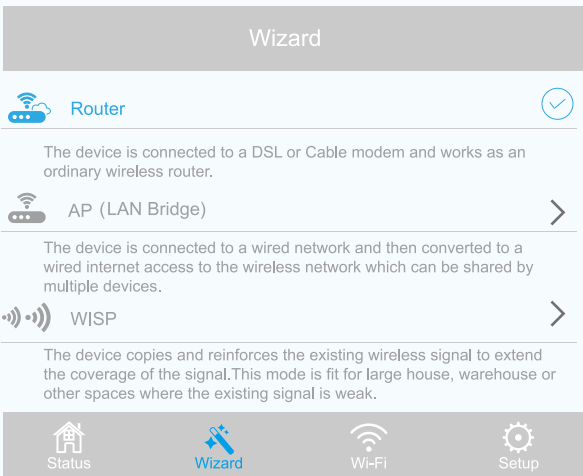 Wizard
Router
The device is connected to a DSL or Cable modem and works as an
ordinary wireless router.
AP (LAN Bridge)
The device is connected to a wired network and then converted to a
wired internet access to the wireless network which can be shared by
multiple devices.
WISP
The device copies and reinforces the existing wireless signal to extend
the coverage of the signal.This mode is fit for large house, warehouse or
other spaces where the existing signal is weak.
Status Wizard Wi-Fi Setup